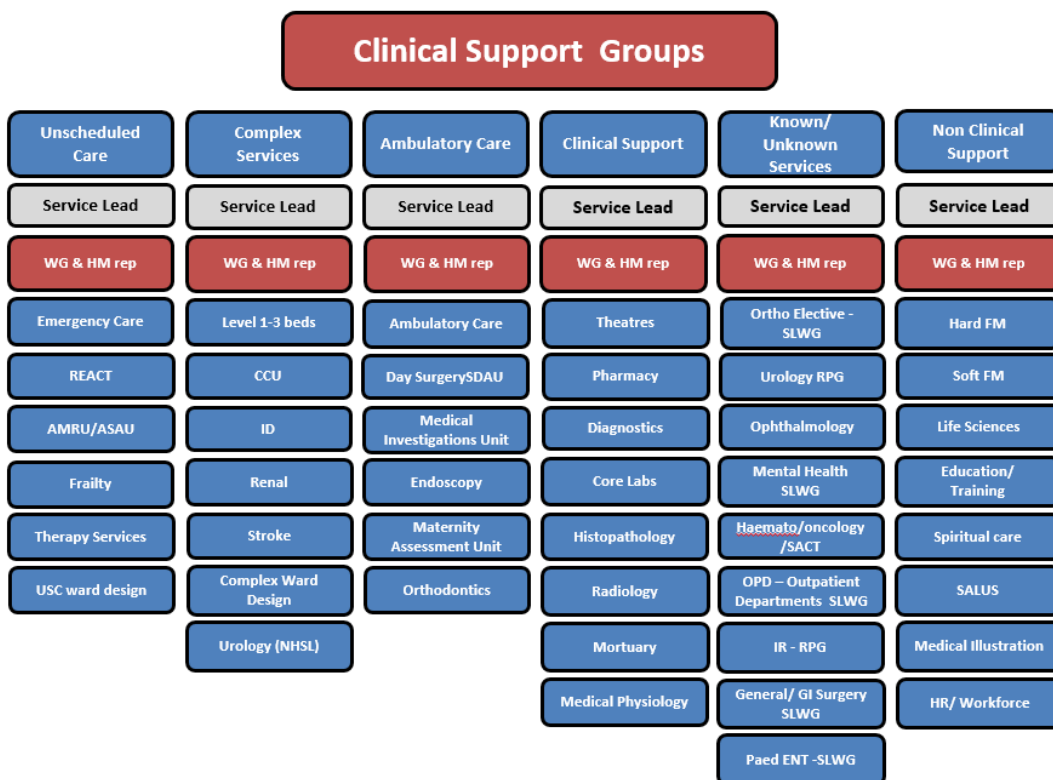 Clinical Support  Groups
Unscheduled
Care
Service Lead
WG & HM rep
Emergency Care
REACT
AMRU/ASAU
Frailty
Therapy Services
USC ward design
Complex
Services
Service Lead
WG & HM rep
Level 1-3 beds
CCU
ID
Renal
Stroke
Complex Ward
Design
Urology (NHSL)
Ambulatory Care
Service Lead
WG & HM rep
Ambulatory Care
Day SurgerySDAU
Medical
Investigations Unit
Endoscopy
Maternity
Assessment Unit
Orthodontics
Clinical Support
Service Lead
WG & HM rep
Theatres
Pharmacy
Diagnostics
Core Labs
Histopathology
Radiology
Mortuary
Medical Physiology
Known/
Unknown
Services
Service Lead
WG & HM rep
Ortho Elective -
SLWG
Urology RPG
Ophthalmology
Mental Health
SLWG
Haemato/oncology
/SACT
OPD – Outpatient
Departments  SLWG
IR - RPG
General/ GI Surgery
SLWG
Paed ENT -SLWG
Non Clinical
Support
Service Lead
WG & HM rep
Hard FM
Soft FM
Life Sciences
Education/
Training
Spiritual care
SALUS
Medical Illustration
HR/ Workforce